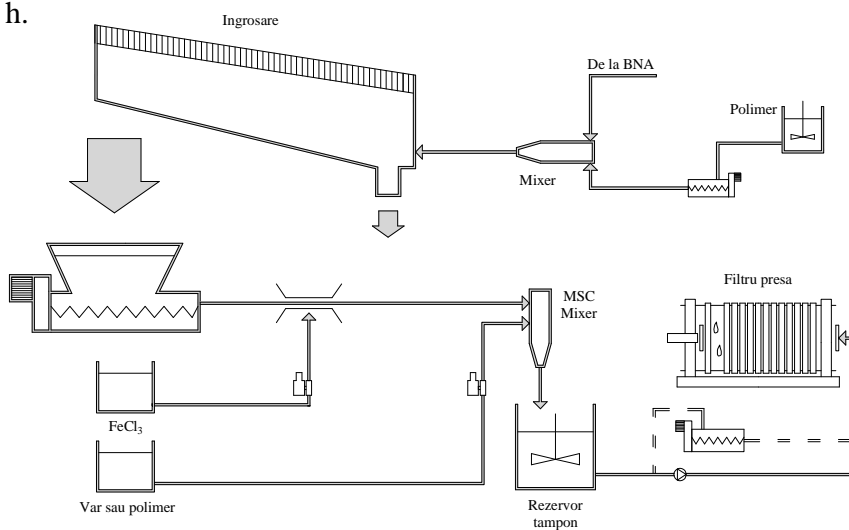 h.
Ingrosare
De la BNA
Polimer
Mixer
MSC
Mixer
Filtru presa
FeCl₃
Var sau polimer
Rezervor
tampon